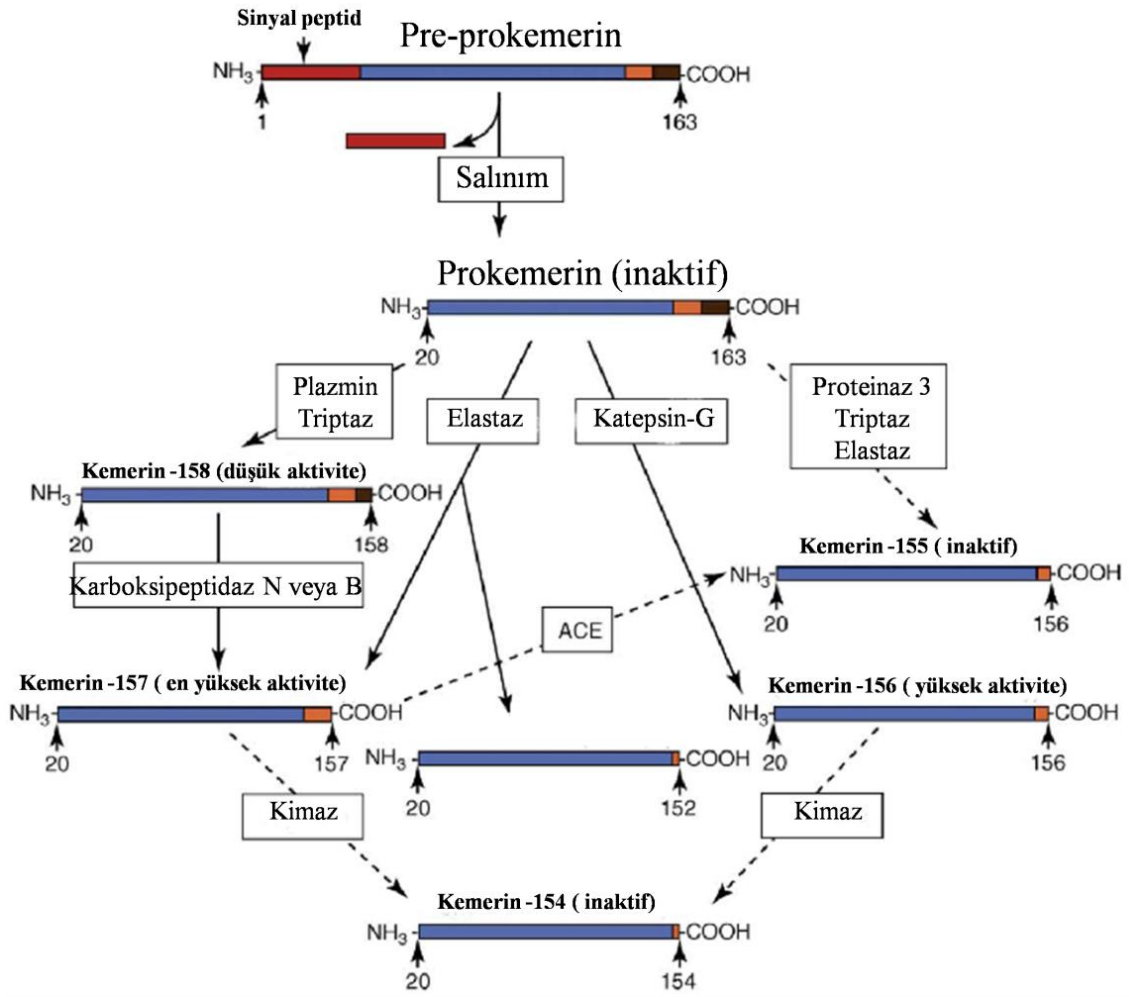 Sinyal peptid
Pre-prokemerin
NH3 COOH
1 163
Salınım
Prokemerin (inaktif)
NH3 COOH
20 163
Plazmin
Triptaz
Elastaz
Katepsin-G
Proteinaz 3
Triptaz
Elastaz
Kemerin -158 (düşük aktivite)
NH3 COOH
20 158
Karboksipeptidaz N veya B
Kemerin -155 ( inaktif)
NH3 COOH
20 156
ACE
Kemerin -157 ( en yüksek aktivite)
NH3 COOH
20 157
NH3 COOH
20 152
Kemerin -156 ( yüksek aktivite)
NH3 COOH
20 156
Kimaz
Kimaz
Kemerin -154 ( inaktif)
NH3 COOH
20 154